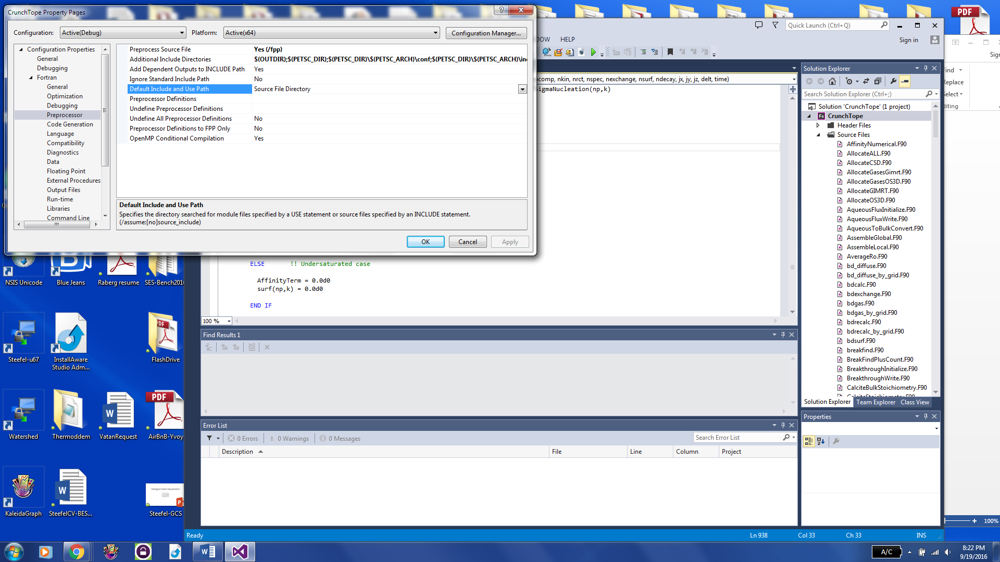 CrunchTope Property Pages
Configuration: Active(Debug) Platform: Active(x64) Configuration Manager...
Configuration Properties
General
Debugging
Fortran
General
Optimization
Debugging
Preprocessor
Code Generation
Language
Compatibility
Diagnostics
Data
Floating Point
External Procedures
Output Files
Run-time
Libraries
Command Line
Preprocess Source File Yes (/fpp)
Additional Include Directories $(OUTDIR);$(PETSC_DIR);$(PETSC_DIR)\$(PETSC_ARCH)\conf;$(PETSC_DIR)\$(PETSC_ARCH)\in
Add Dependent Outputs to INCLUDE Path Yes
Ignore Standard Include Path No
Default Include and Use Path Source File Directory
Preprocessor Definitions
Undefine Preprocessor Definitions
Undefine All Preprocessor Definitions No
Preprocessor Definitions to FPP Only No
OpenMP Conditional Compilation Yes
Default Include and Use Path
Specifies the directory searched for module files specified by a USE statement or source files specified by an INCLUDE statement.
(/assume:[no]source_include)
OK Cancel Apply
Quick Launch (Ctrl+Q)
DOW HELP
Sign in
Sign
ncomp, nkin, nrct, nspec, nexchange, nsurf, ndecay, jx, jy, jz, delt, time)
SigmaNucleation(np,k)
ELSE !! Undersaturated case
AffinityTerm = 0.0d0
surf(np,k) = 0.0d0
END IF
100 %
Find Results 1
Error List
0 Errors 0 Warnings 0 Messages
Search Error List
Description File Line Column Project
Solution Explorer
Search Solution Explorer (Ctrl+;)
Solution 'CrunchTope' (1 project)
CrunchTope
Header Files
Source Files
AffinityNumerical.F90
AllocateALL.F90
AllocateCSD.F90
AllocateGasesGimrt.F90
AllocateGasesOS3D.F90
AllocateGIMRT.F90
AllocateOS3D.F90
AqueousFluxInitialize.F90
AqueousFluxWrite.F90
AqueousToBulkConvert.F90
AssembleGlobal.F90
AssembleLocal.F90
AverageRo.F90
bd_diffuse.F90
bd_diffuse_by_grid.F90
bdcalc.F90
bdexchange.F90
bdgas.F90
bdgas_by_grid.F90
bdrecalc.F90
bdrecalc_by_grid.F90
bdsurf.F90
breakfind.F90
BreakFindPlusCount.F90
BreakthroughInitialize.F90
BreakthroughWrite.F90
CalciteBulkStoichiometry.F90
Solution Explorer Team Explorer Class View
Properties
Find
Replace
Select
diting
PDF
NSIS Unicode
Blue Jeans
Raberg resume
SES-Bench201
Steefel-u67
InstallAware
Studio Adm...
FlashDrive
Watershed
Thermoddem
VatanRequest
AirBnB-Yvoy
KaleidaGraph
SteefelCV-BES...
Steefel-GCS
Ready Ln 938 Col 33 Ch 33 INS
100%
A/C
8:22 PM
9/19/2016